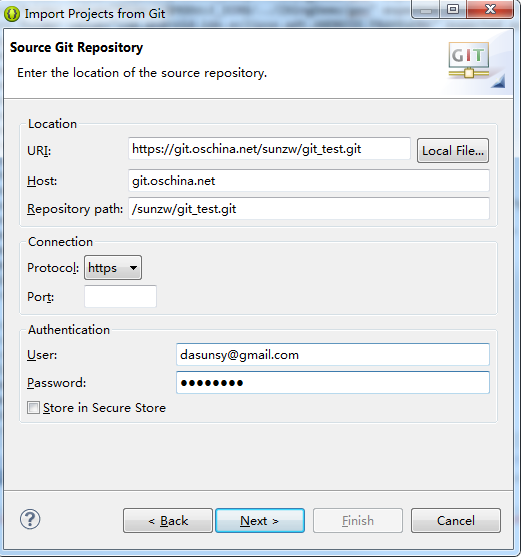 Import Projects from Git
Source Git Repository
Enter the location of the source repository.
GIT
Location
URI: https://git.oschina.net/sunzw/git_test.git Local File...
Host: git.oschina.net
Repository path: /sunzw/git_test.git
Connection
Protocol: https
Port:
Authentication
User: dasunsy@gmail.com
Password: ●●●●●●●●
Store in Secure Store
? < Back Next > Finish Cancel